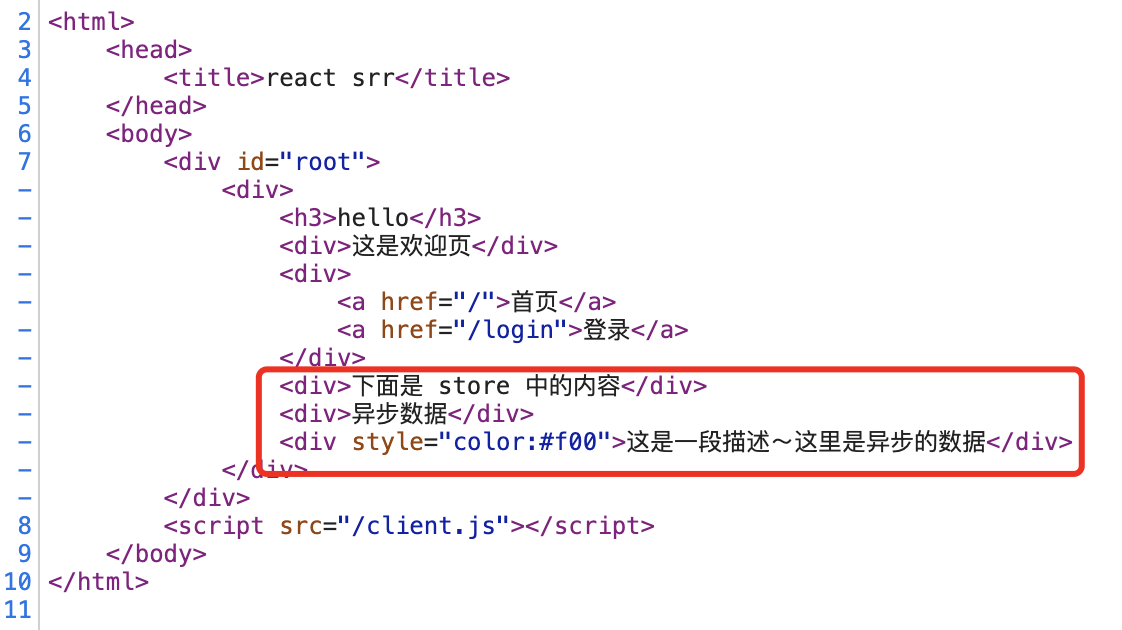 2 <html>
3 <head>
4 <title>react srr</title>
5 </head>
6 <body>
7 <div id="root">
- <div>
- <h3>hello</h3>
- <div>这是欢迎页</div>
- <div>
- <a href="/">首页</a>
- <a href="/login">登录</a>
- </div>
- <div>下面是 store 中的内容</div>
- <div>异步数据</div>
- <div style="color:#f00">这是一段描述～这里是异步的数据</div>
- </div>
- </div>
8 <script src="/client.js"></script>
9 </body>
10 </html>
11